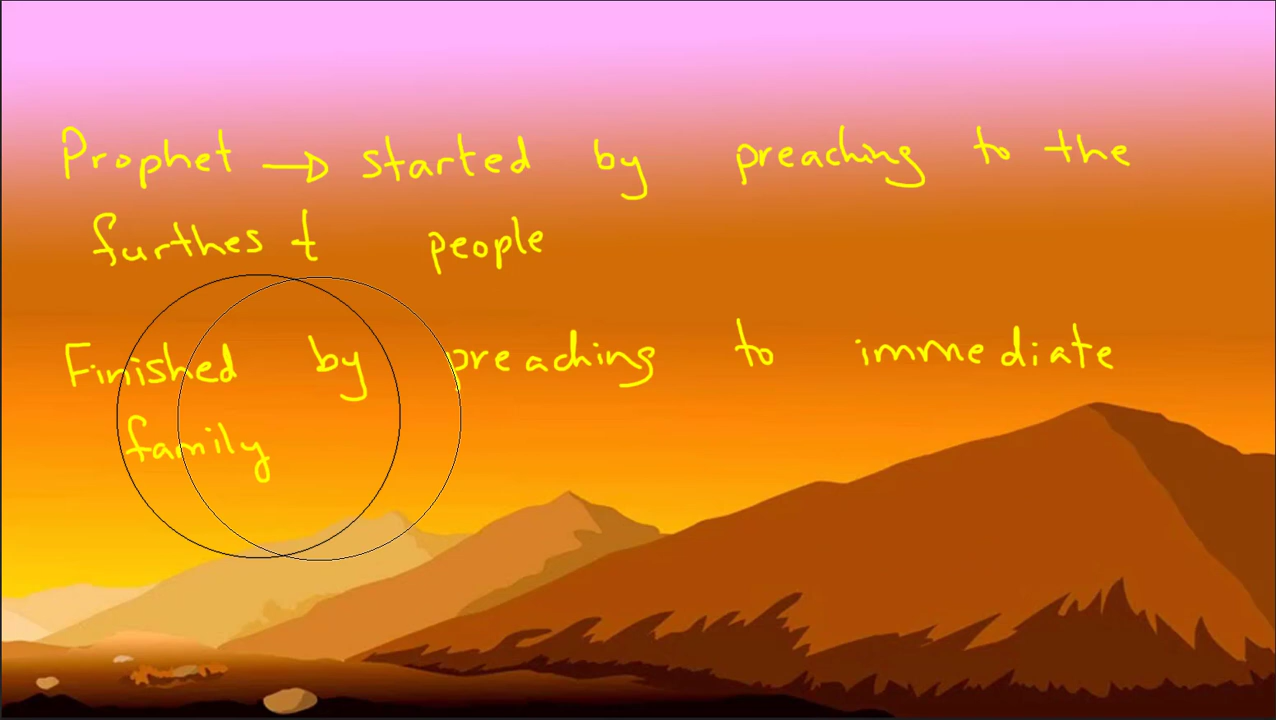 Prophet → started by preaching to the
furthest people
Finished by preaching to immediate
family